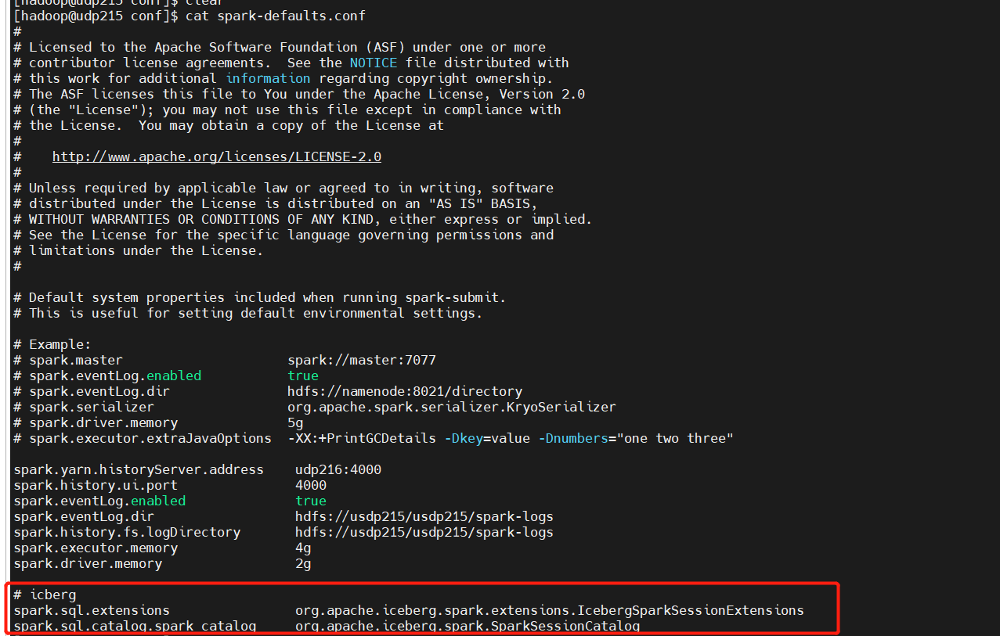 [hadoop@udp215 conf]$ clear
[hadoop@udp215 conf]$ cat spark-defaults.conf
#
# Licensed to the Apache Software Foundation (ASF) under one or more
# contributor license agreements.  See the NOTICE file distributed with
# this work for additional information regarding copyright ownership.
# The ASF licenses this file to You under the Apache License, Version 2.0
# (the "License"); you may not use this file except in compliance with
# the License.  You may obtain a copy of the License at
#
#    http://www.apache.org/licenses/LICENSE-2.0
#
# Unless required by applicable law or agreed to in writing, software
# distributed under the License is distributed on an "AS IS" BASIS,
# WITHOUT WARRANTIES OR CONDITIONS OF ANY KIND, either express or implied.
# See the License for the specific language governing permissions and
# limitations under the License.
#
# Default system properties included when running spark-submit.
# This is useful for setting default environmental settings.
# Example:
# spark.master                     spark://master:7077
# spark.eventLog.enabled           true
# spark.eventLog.dir               hdfs://namenode:8021/directory
# spark.serializer                 org.apache.spark.serializer.KryoSerializer
# spark.driver.memory              5g
# spark.executor.extraJavaOptions  -XX:+PrintGCDetails -Dkey=value -Dnumbers="one two three"
spark.yarn.historyServer.address    udp216:4000
spark.history.ui.port               4000
spark.eventLog.enabled              true
spark.eventLog.dir                  hdfs://usdp215/usdp215/spark-logs
spark.history.fs.logDirectory       hdfs://usdp215/usdp215/spark-logs
spark.executor.memory               4g
spark.driver.memory                 2g
# icberg
spark.sql.extensions                org.apache.iceberg.spark.extensions.IcebergSparkSessionExtensions
spark.sql.catalog.spark_catalog     org.apache.iceberg.spark.SparkSessionCatalog